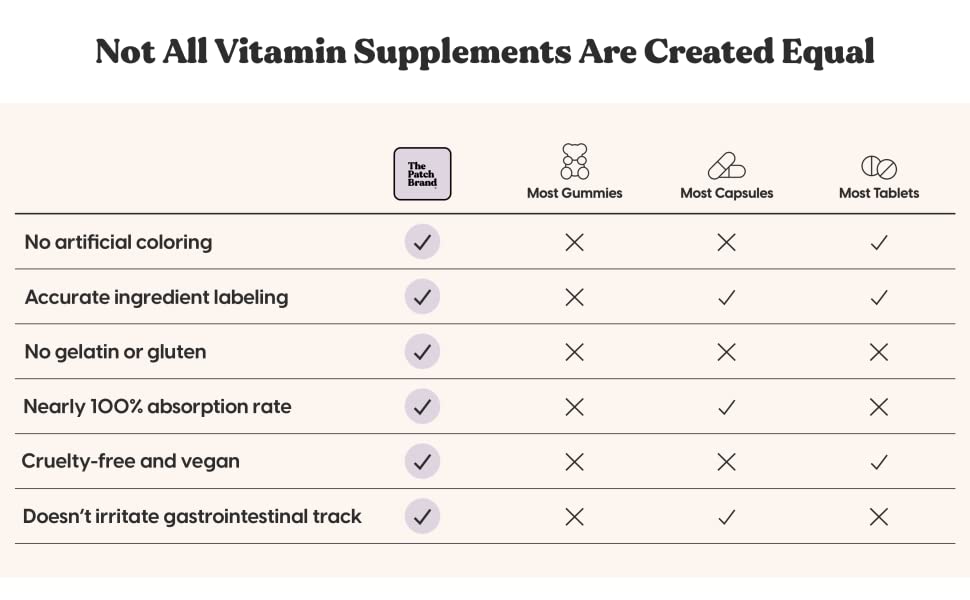 Not All Vitamin Supplements Are Created Equal
The
Patch
Brand
Most Gummies
Most Capsules
Most Tablets
No artificial coloring
Accurate ingredient labeling
No gelatin or gluten
Nearly 100% absorption rate
Cruelty-free and vegan
Doesn't irritate gastrointestinal track